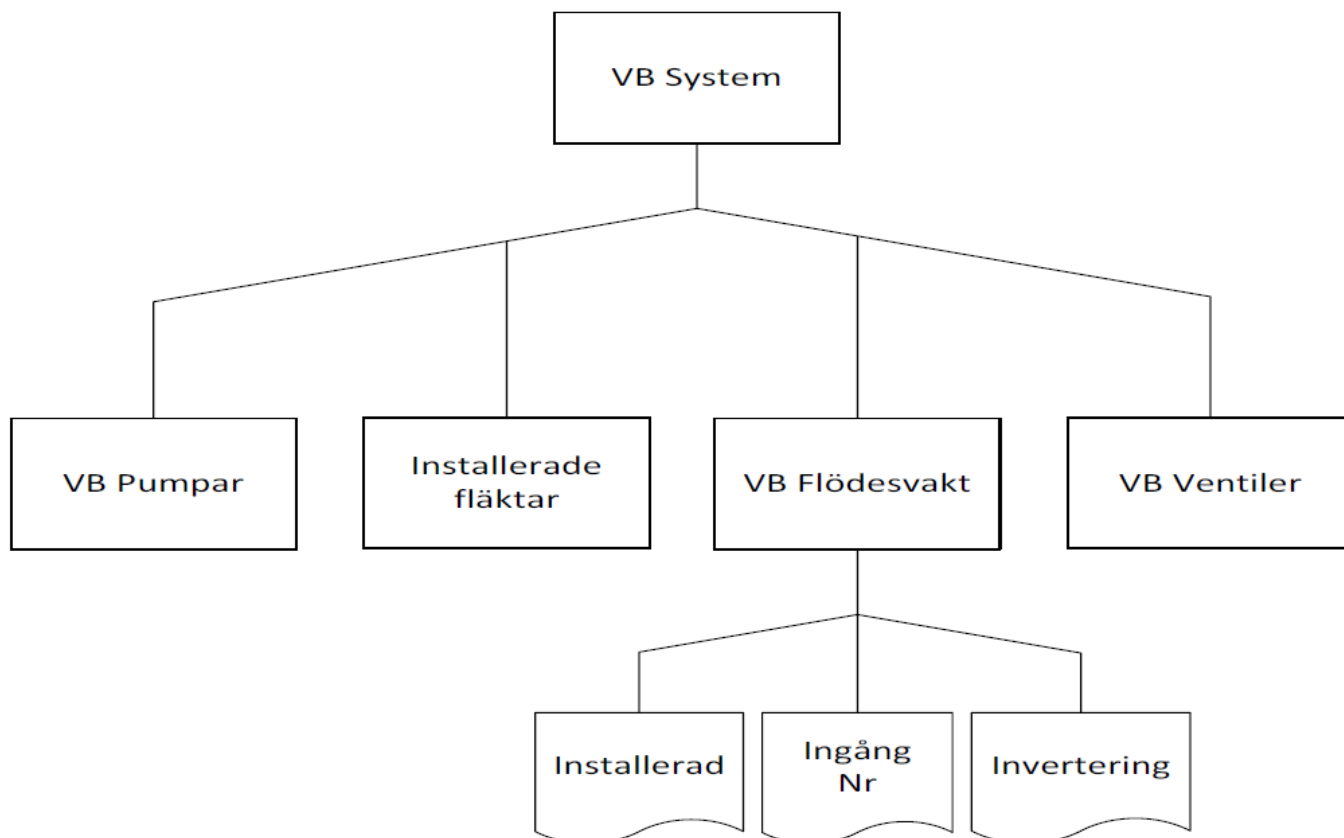 VB System
VB Pumpar
Installerade
fläktar
VB Flödesvakt
VB Ventiler
Installerad
Ingång
Nr
Invertering